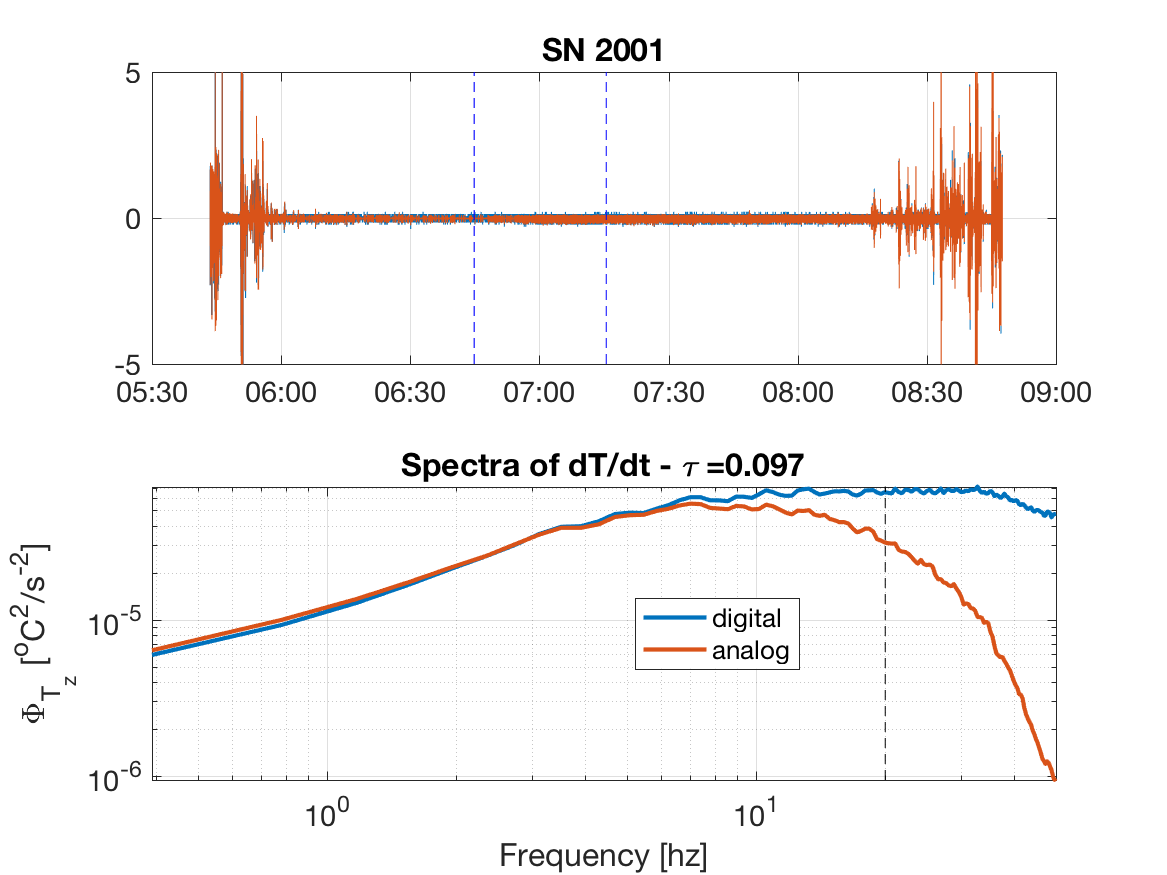 SN 2001
5
0
-5
05:30 06:00 06:30 07:00 07:30 08:00 08:30 09:00
Spectra of dT/dt - τ =0.097
Φ_{T_z} [°C²/s⁻²]
10⁻⁵
10⁻⁶
digital
analog
10⁰ 10¹
Frequency [hz]